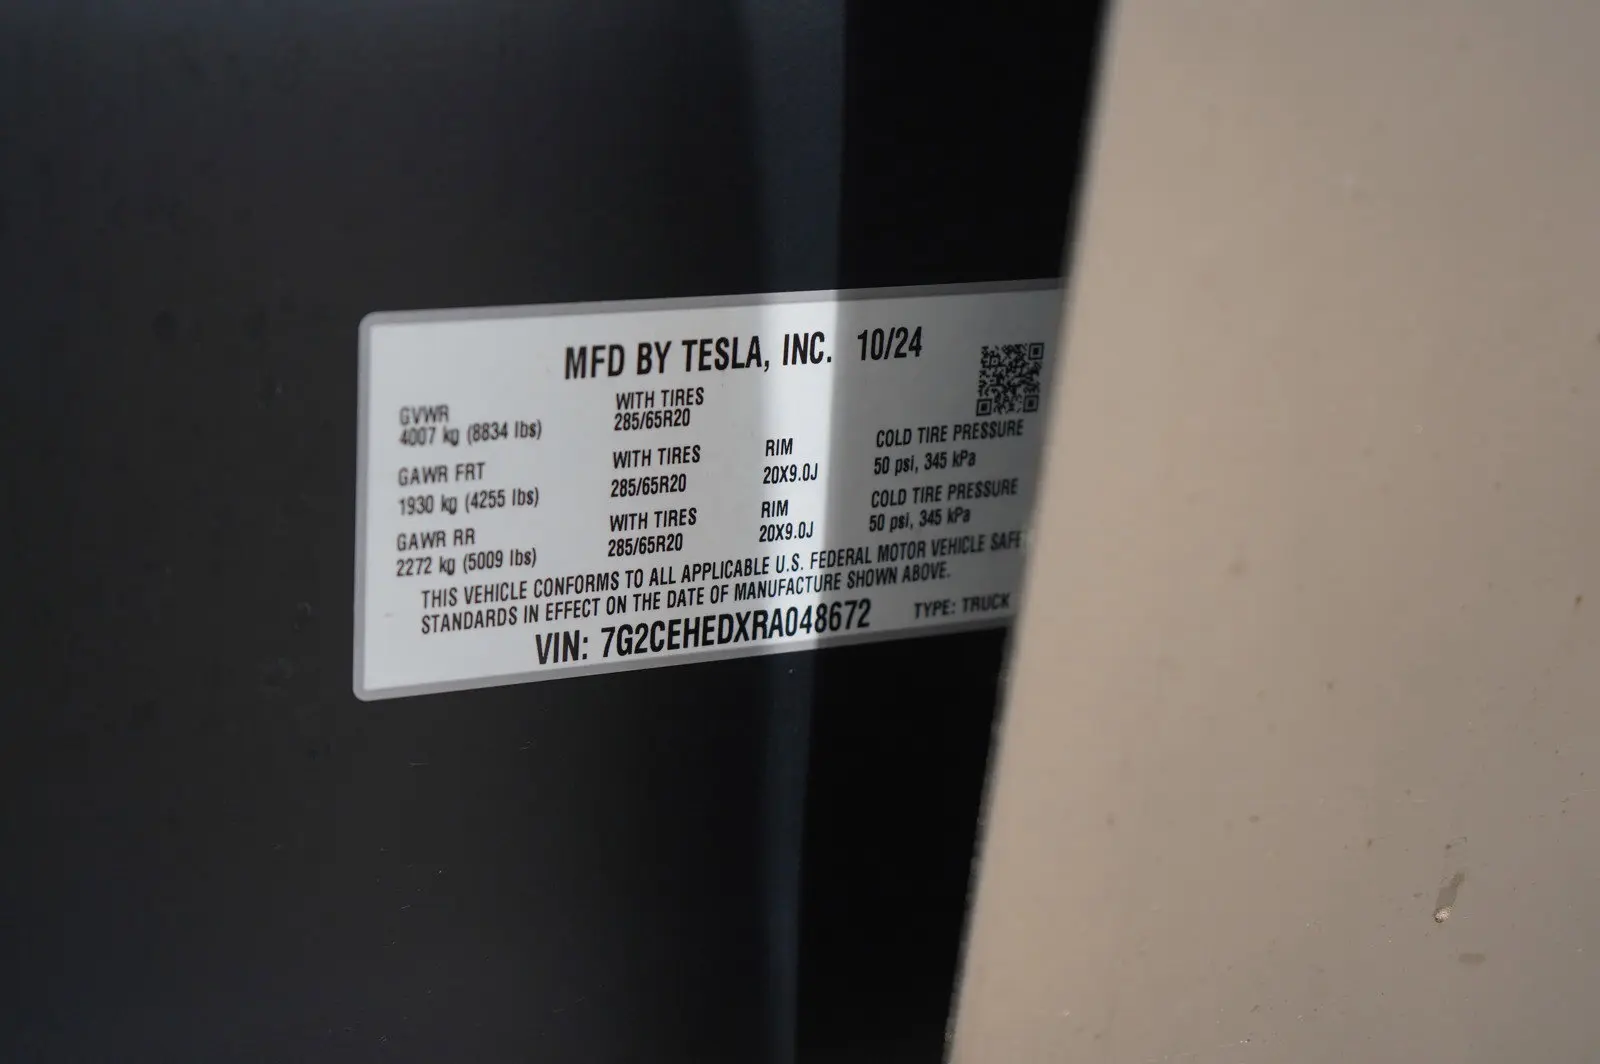 MFD BY TESLA, INC. 10/24
GVWR WITH TIRES
4007 kg (8834 lbs) 285/65R20
GAWR FRT WITH TIRES RIM COLD TIRE PRESSURE
1930 kg (4255 lbs) 285/65R20 20X9.0J 50 psi, 345 kPa
GAWR RR WITH TIRES RIM COLD TIRE PRESSURE
2272 kg (5009 lbs) 285/65R20 20X9.0J 50 psi, 345 kPa
THIS VEHICLE CONFORMS TO ALL APPLICABLE U.S. FEDERAL MOTOR VEHICLE SAFE
STANDARDS IN EFFECT ON THE DATE OF MANUFACTURE SHOWN ABOVE.
VIN: 7G2CEHEDXRA048672 TYPE: TRUCK